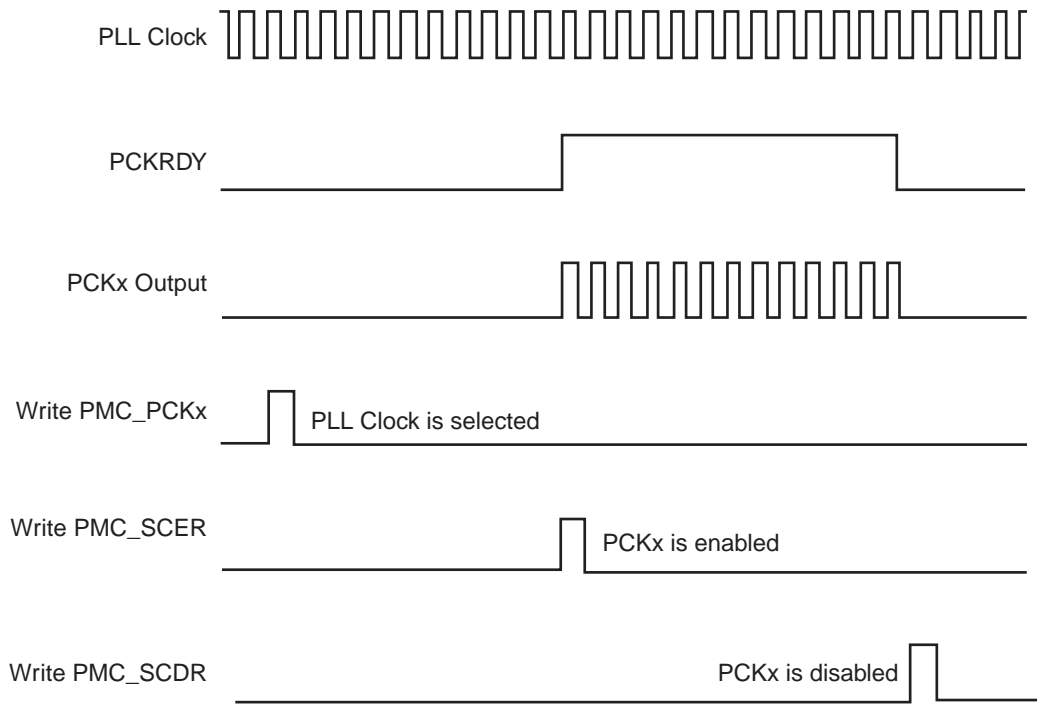 PLL Clock
PCKRDY
PCKx Output
Write PMC_PCKx
PLL Clock is selected
Write PMC_SCER
PCKx is enabled
Write PMC_SCDR
PCKx is disabled